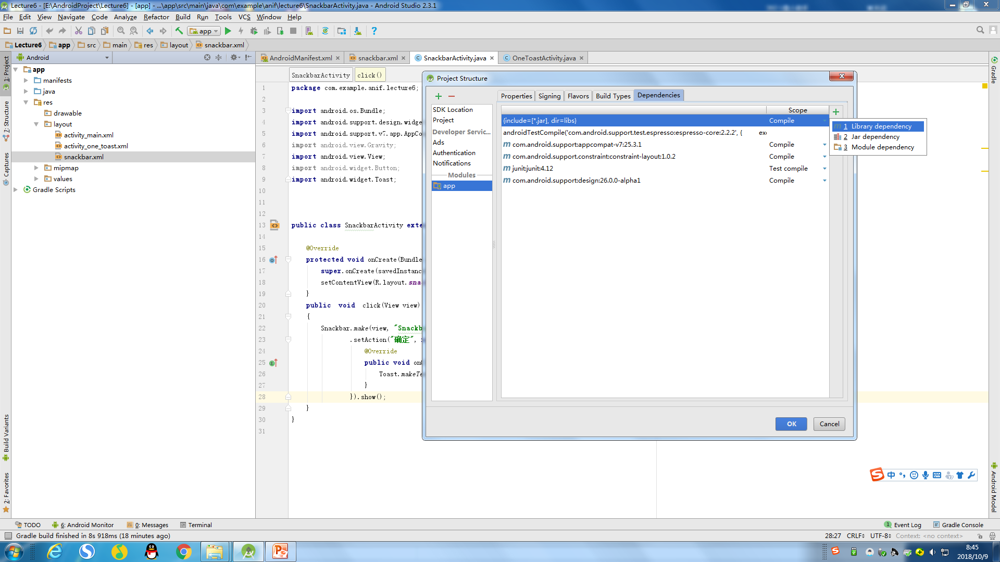 Lecture6 - [E:\AndroidProject\Lecture6] - [app] - ...\app\src\main\java\com\example\anif\lecture6\SnackbarActivity.java - Android Studio 2.3.1
File Edit View Navigate Code Analyze Refactor Build Run Tools VCS Window Help
app
Lecture6 app src main res layout snackbar.xml
Android
AndroidManifest.xml snackbar.xml SnackbarActivity.java OneToastActivity.java
1: Project
7: Structure
Captures
Build Variants
2: Favorites
app
manifests
java
res
drawable
layout
activity_main.xml
activity_one_toast.xml
snackbar.xml
mipmap
values
Gradle Scripts
SnackbarActivity click()
1 package com.example.anif.lecture6;
2
3 import android.os.Bundle;
4 import android.support.design.widge
5 import android.support.v7.app.AppCo
6 import android.view.Gravity;
7 import android.view.View;
8 import android.widget.Button;
9 import android.widget.Toast;
10
11
12
13 public class SnackbarActivity exte
14
15 @Override
16 protected void onCreate(Bundle
17 super.onCreate(savedInstanc
18 setContentView(R.layout.sna
19 }
20 public void click(View view)
21 {
22 Snackbar.make(view, "Snackb
23 .setAction("确定",
24 @Override
25 public void on
26 Toast.makeTe
27 }
28 }).show();
29 }
30 }
31
Project Structure
SDK Location
Project
Developer Servic...
Ads
Authentication
Notifications
Modules
app
Properties Signing Flavors Build Types Dependencies
Scope
{include=[*.jar], dir=libs} Compile
androidTestCompile('com.android.support.test.espresso:espresso-core:2.2.2', { exc
m com.android.support:appcompat-v7:25.3.1 Compile
m com.android.support.constraint:constraint-layout:1.0.2 Compile
m junit:junit:4.12 Test compile
m com.android.support:design:26.0.0-alpha1 Compile
1 Library dependency
2 Jar dependency
3 Module dependency
OK Cancel
Gradle
Android Model
中
TODO 6: Android Monitor 0: Messages Terminal
1 Event Log Gradle Console
Gradle build finished in 8s 918ms (18 minutes ago)
28:27 CRLF UTF-8 Context: <no context>
8:45
2018/10/9